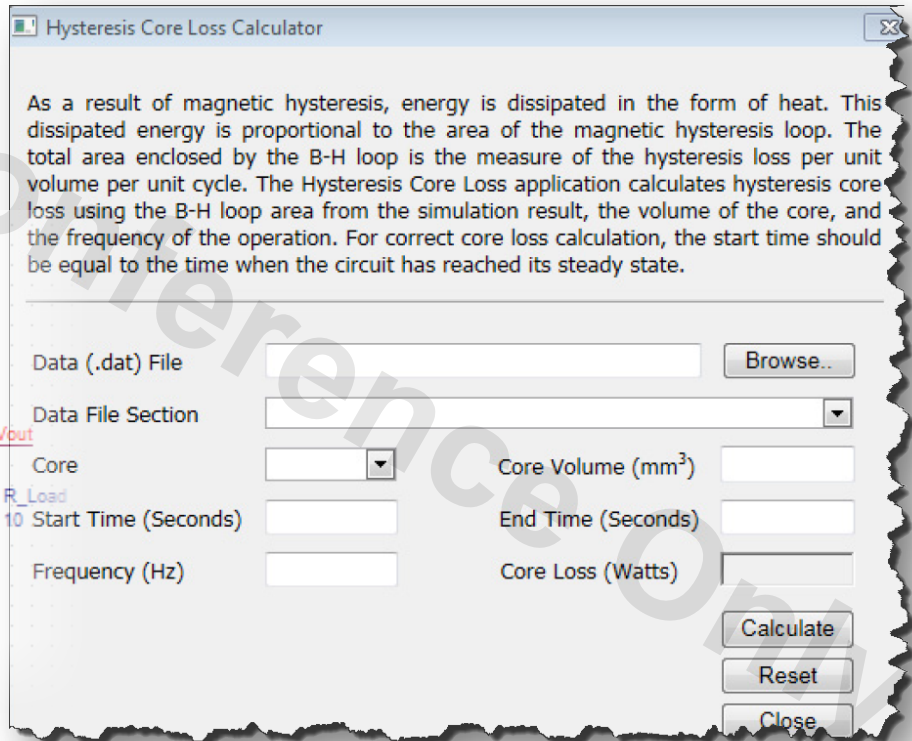 Hysteresis Core Loss Calculator
As a result of magnetic hysteresis, energy is dissipated in the form of heat. This
dissipated energy is proportional to the area of the magnetic hysteresis loop. The
total area enclosed by the B-H loop is the measure of the hysteresis loss per unit
volume per unit cycle. The Hysteresis Core Loss application calculates hysteresis core
loss using the B-H loop area from the simulation result, the volume of the core, and
the frequency of the operation. For correct core loss calculation, the start time should
be equal to the time when the circuit has reached its steady state.
Data (.dat) File
Browse..
Data File Section
Vout
Core
Core Volume (mm³)
R_Load
10
Start Time (Seconds)
End Time (Seconds)
Frequency (Hz)
Core Loss (Watts)
Calculate
Reset
Close
onference Only